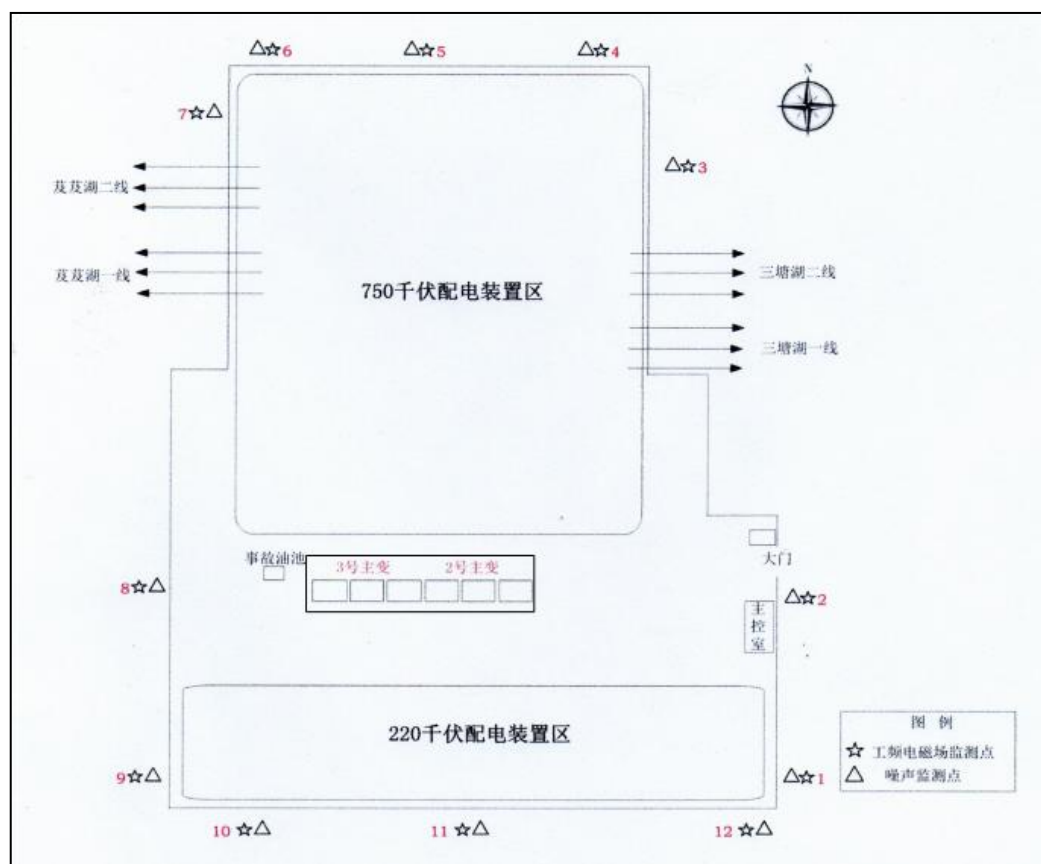 6
5
4
N
7
3
芨芨湖二线
芨芨湖一线
750千伏配电装置区
三塘湖二线
三塘湖一线
事故油池
3号主变
2号主变
大门
8
2
主控室
220千伏配电装置区
图 例
工频电磁场监测点
噪声监测点
9
1
10
11
12